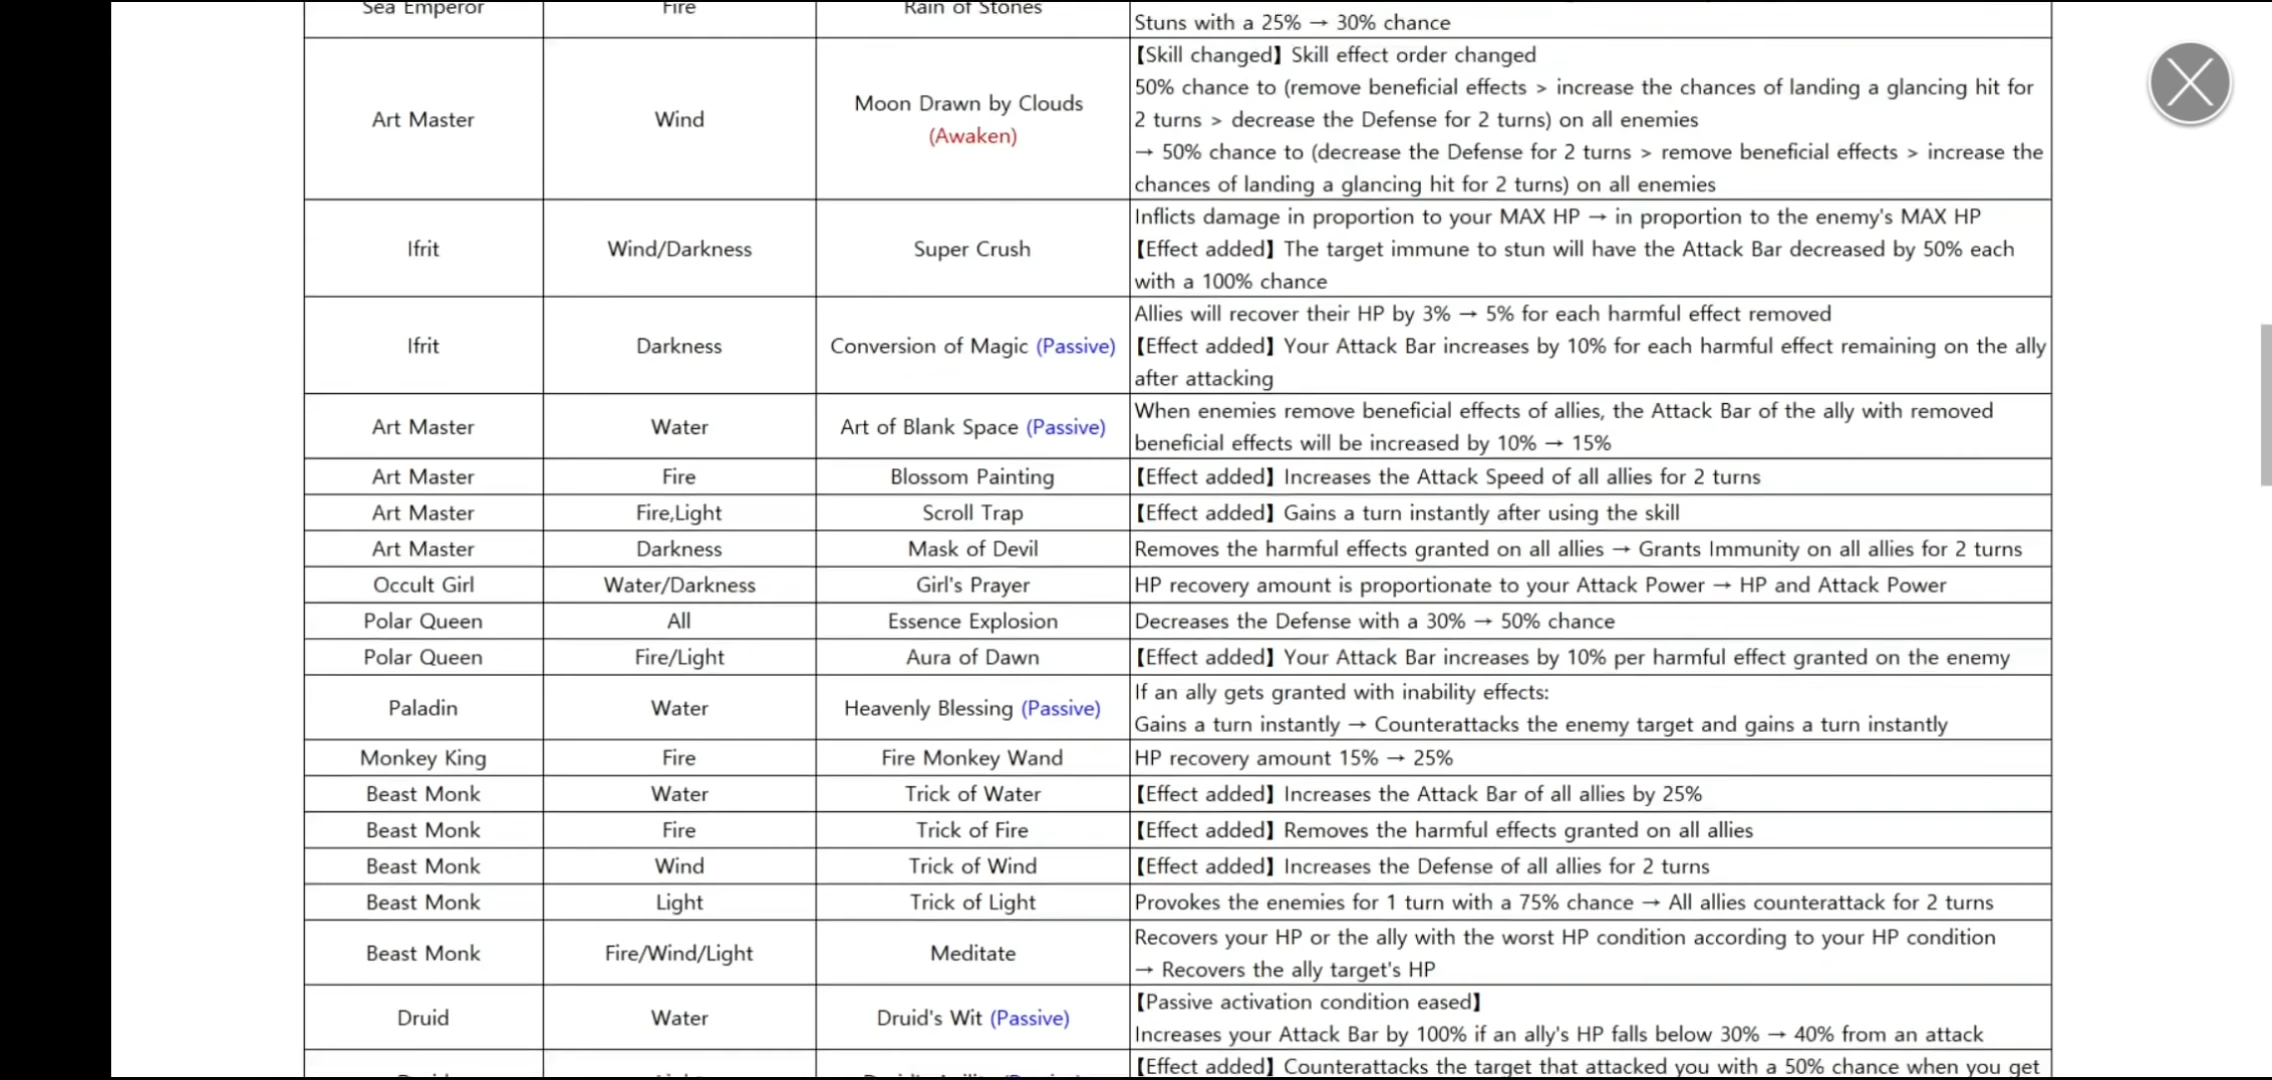 Sea Emperor Fire Rain of Stones
Stuns with a 25% → 30% chance
Art Master Wind Moon Drawn by Clouds
(Awaken)
【Skill changed】 Skill effect order changed
50% chance to (remove beneficial effects > increase the chances of landing a glancing hit for
2 turns > decrease the Defense for 2 turns) on all enemies
→ 50% chance to (decrease the Defense for 2 turns > remove beneficial effects > increase the
chances of landing a glancing hit for 2 turns) on all enemies
Ifrit Wind/Darkness Super Crush
Inflicts damage in proportion to your MAX HP → in proportion to the enemy's MAX HP
【Effect added】 The target immune to stun will have the Attack Bar decreased by 50% each
with a 100% chance
Ifrit Darkness Conversion of Magic (Passive)
Allies will recover their HP by 3% → 5% for each harmful effect removed
【Effect added】 Your Attack Bar increases by 10% for each harmful effect remaining on the ally
after attacking
Art Master Water Art of Blank Space (Passive)
When enemies remove beneficial effects of allies, the Attack Bar of the ally with removed
beneficial effects will be increased by 10% → 15%
Art Master Fire Blossom Painting 【Effect added】 Increases the Attack Speed of all allies for 2 turns
Art Master Fire,Light Scroll Trap 【Effect added】 Gains a turn instantly after using the skill
Art Master Darkness Mask of Devil Removes the harmful effects granted on all allies → Grants Immunity on all allies for 2 turns
Occult Girl Water/Darkness Girl's Prayer HP recovery amount is proportionate to your Attack Power → HP and Attack Power
Polar Queen All Essence Explosion Decreases the Defense with a 30% → 50% chance
Polar Queen Fire/Light Aura of Dawn 【Effect added】 Your Attack Bar increases by 10% per harmful effect granted on the enemy
Paladin Water Heavenly Blessing (Passive)
If an ally gets granted with inability effects:
Gains a turn instantly → Counterattacks the enemy target and gains a turn instantly
Monkey King Fire Fire Monkey Wand HP recovery amount 15% → 25%
Beast Monk Water Trick of Water 【Effect added】 Increases the Attack Bar of all allies by 25%
Beast Monk Fire Trick of Fire 【Effect added】 Removes the harmful effects granted on all allies
Beast Monk Wind Trick of Wind 【Effect added】 Increases the Defense of all allies for 2 turns
Beast Monk Light Trick of Light Provokes the enemies for 1 turn with a 75% chance → All allies counterattack for 2 turns
Beast Monk Fire/Wind/Light Meditate
Recovers your HP or the ally with the worst HP condition according to your HP condition
→ Recovers the ally target's HP
Druid Water Druid's Wit (Passive)
【Passive activation condition eased】
Increases your Attack Bar by 100% if an ally's HP falls below 30% → 40% from an attack
【Effect added】 Counterattacks the target that attacked you with a 50% chance when you get